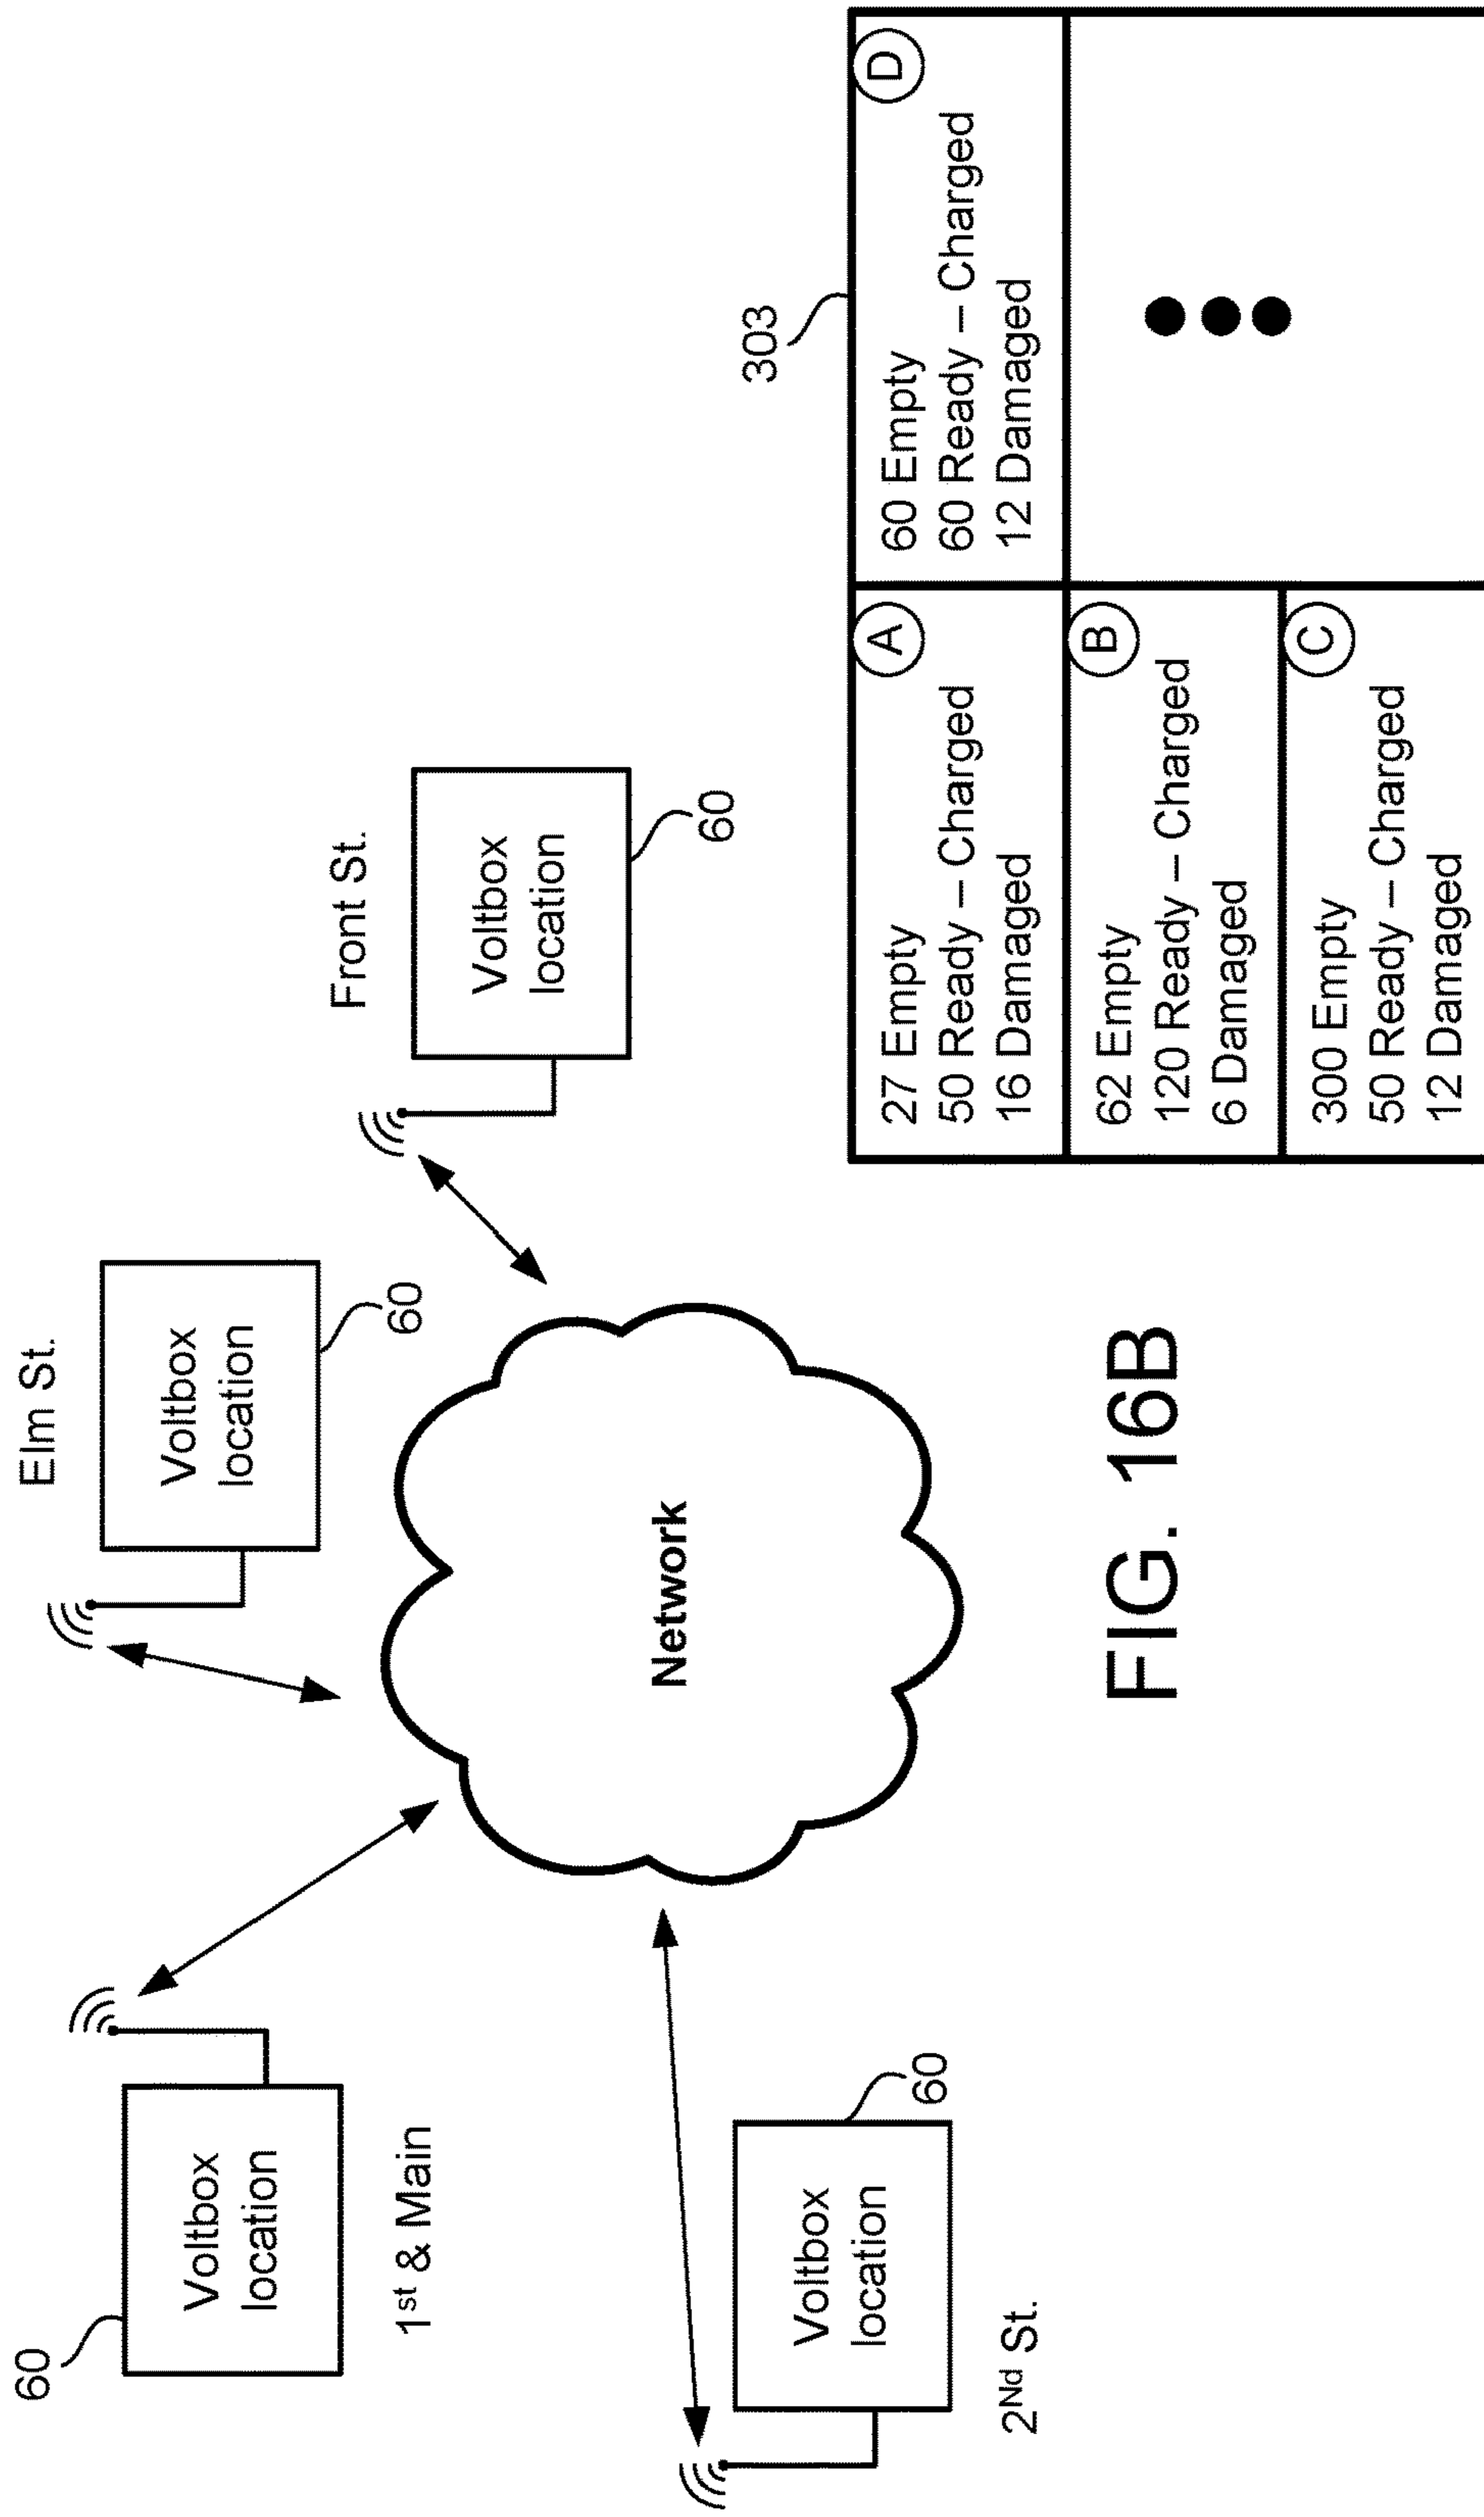 60
Voltbox
location
1st & Main
Elm St.
Voltbox
location
60
Front St.
Voltbox
location
60
Network
Voltbox
location
60
2Nd St.
303
A
27 Empty
50 Ready – Charged
16 Damaged
D
60 Empty
60 Ready – Charged
12 Damaged
B
62 Empty
120 Ready – Charged
6 Damaged
C
300 Empty
50 Ready – Charged
12 Damaged
FIG. 16B